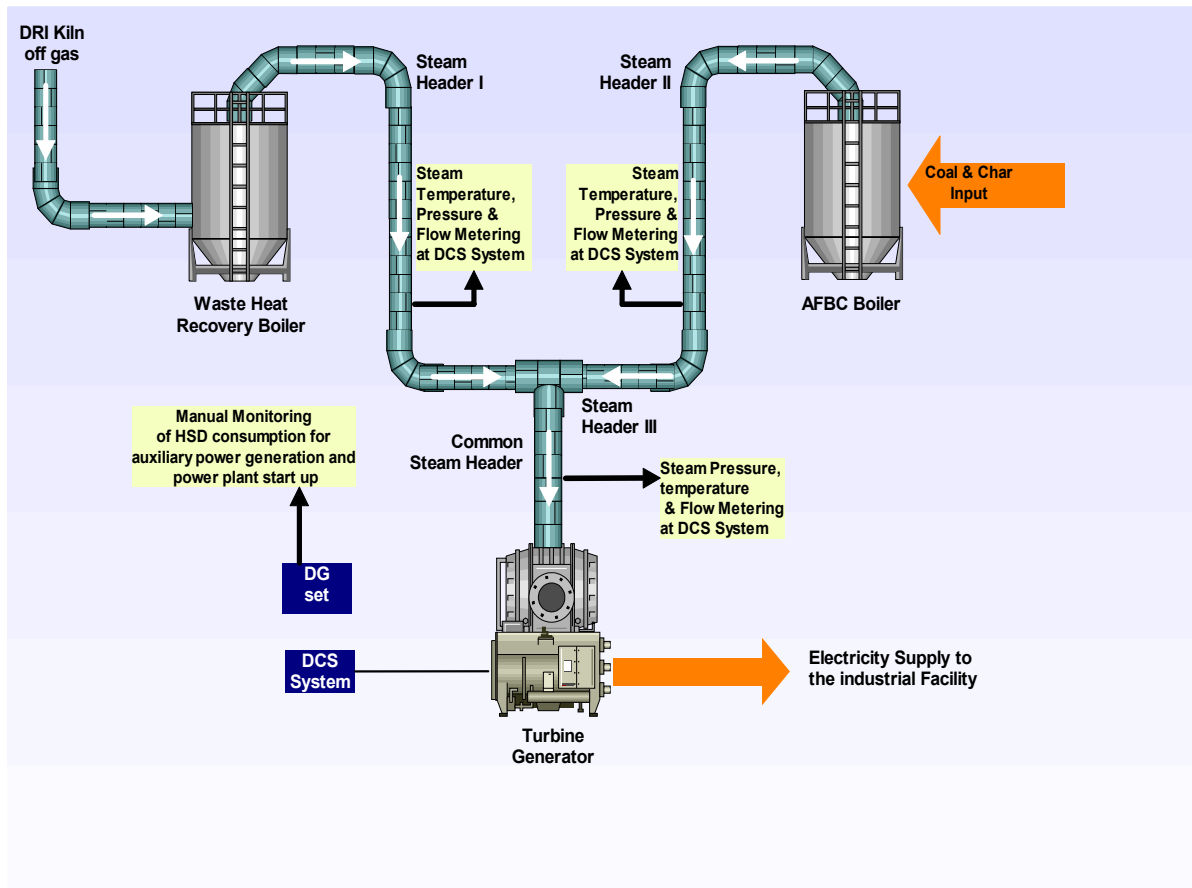 DRI Kiln
off gas
Steam
Header I
Steam
Header II
Steam
Temperature,
Pressure &
Flow Metering
at DCS System
Steam
Temperature,
Pressure &
Flow Metering
at DCS System
Coal & Char
Input
Waste Heat
Recovery Boiler
AFBC Boiler
Manual Monitoring
of HSD consumption for
auxiliary power generation and
power plant start up
Steam
Header III
Common
Steam Header
Steam Pressure,
temperature
& Flow Metering
at DCS System
DG
set
DCS
System
Electricity Supply to
the industrial Facility
Turbine
Generator